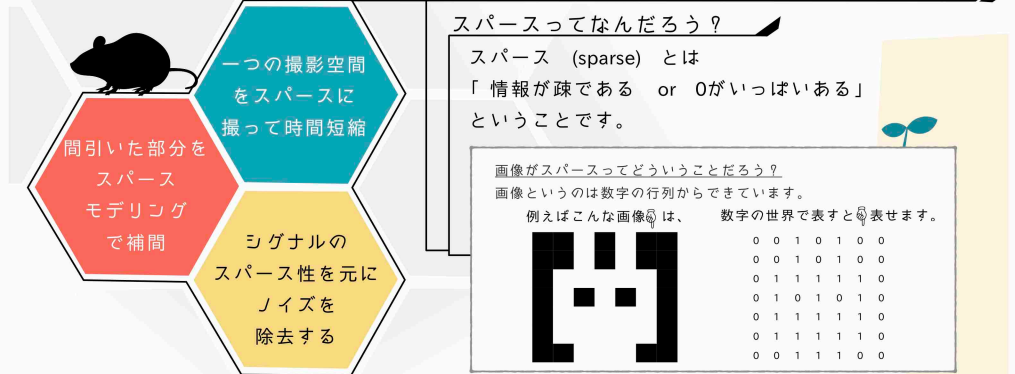 一つの撮影空間
をスパースに
撮って時間短縮
間引いた部分を
スパース
モデリング
で補間
シグナルの
スパース性を元に
ノイズを
除去する
スパースってなんだろう?
スパース (sparse) とは
「情報が疎である or 0がいっぱいある」
ということです。
画像がスパースってどういうことだろう?
画像というのは数字の行列からできています。
例えばこんな画像👇は、
数字の世界で表すと👇表せます。
0 0 1 0 1 0 0
0 0 1 0 1 0 0
0 1 1 1 1 1 0
0 1 0 1 0 1 0
0 1 1 1 1 1 0
0 1 1 1 1 1 0
0 0 1 1 1 0 0